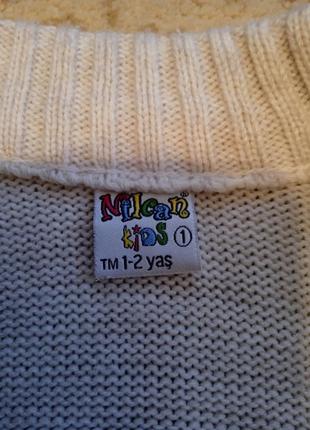 Milcan
kids 1
TM 1-2 yaş